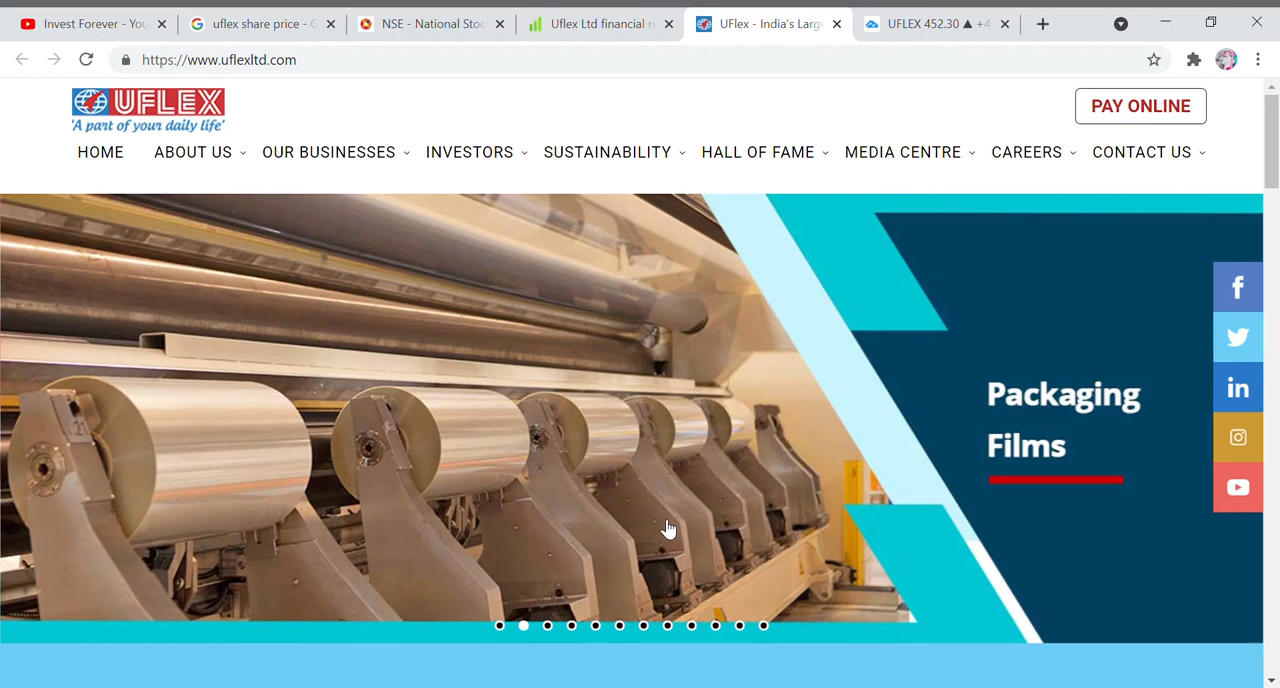 Invest Forever - You
uflex share price - G
NSE - National Stoc
Uflex Ltd financial re
UFlex - India's Larg
UFLEX 452.30 ▲ +4
https://www.uflexltd.com
UFLEX
'A part of your daily life'
PAY ONLINE
HOME ABOUT US OUR BUSINESSES INVESTORS SUSTAINABILITY HALL OF FAME MEDIA CENTRE CAREERS CONTACT US
Packaging
Films